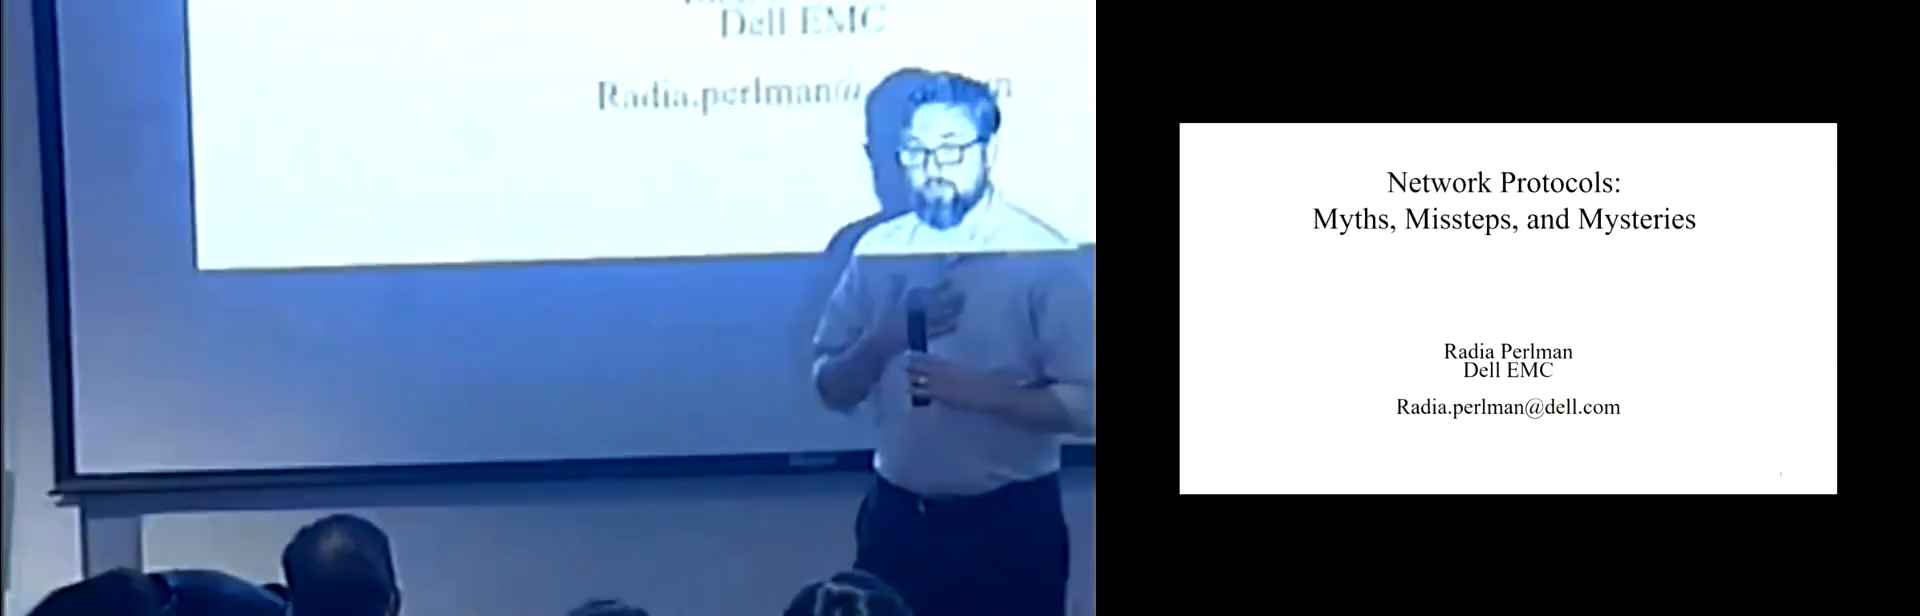 Dell EMC
Radia.perlman@
Network Protocols:
Myths, Missteps, and Mysteries
Radia Perlman
Dell EMC
Radia.perlman@dell.com